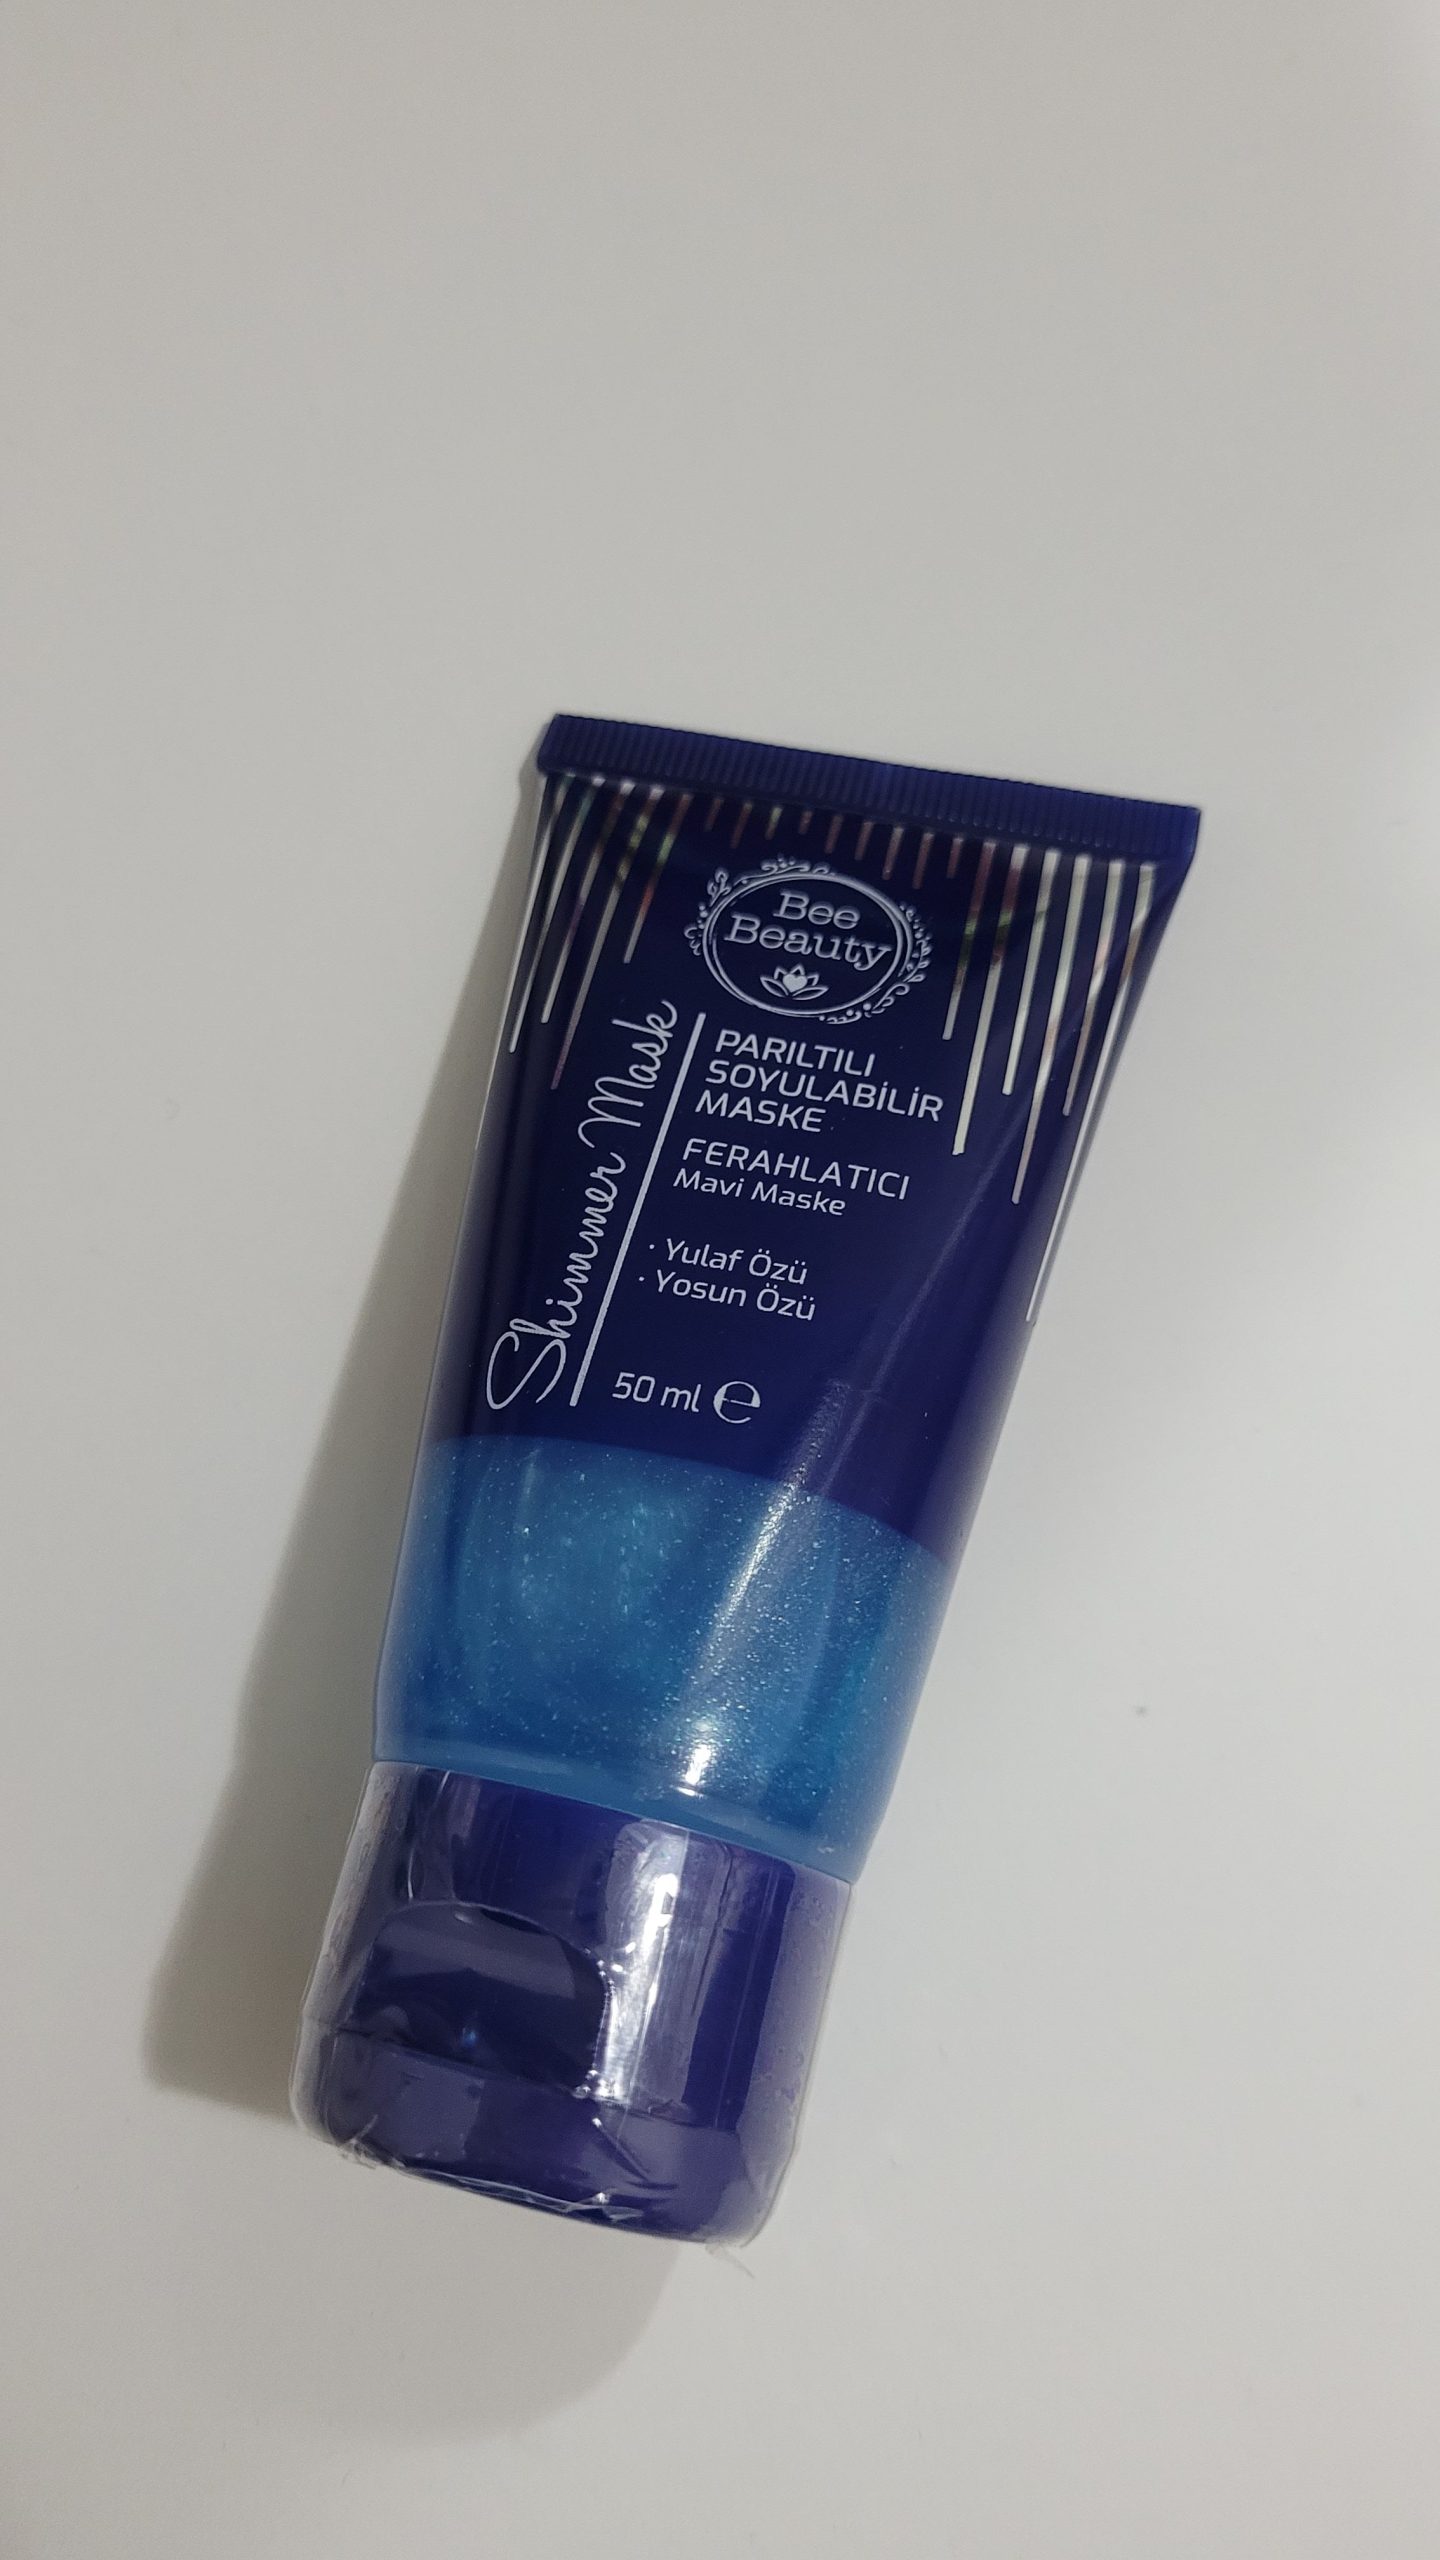 Bee
Beauty
Shimmer Mask
PARILTILI
SOYULABİLİR
MASKE
FERAHLATICI
Mavi Maske
· Yulaf Özü
· Yosun Özü
50 ml ℮